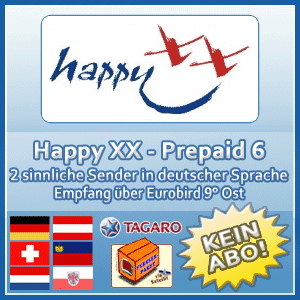 happy XX
Happy XX - Prepaid 6
2 sinnliche Sender in deutscher Sprache
Empfang über Eurobird 9° Ost
TAGARO
KEIN
ABO!